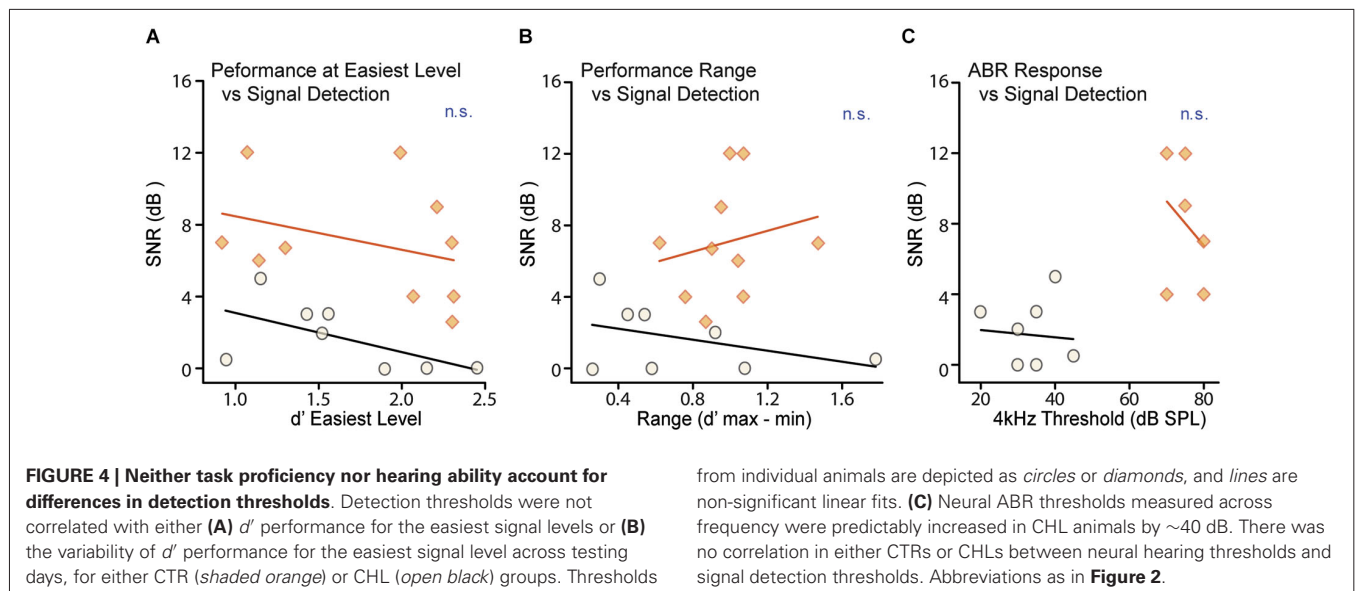 A
Peformance at Easiest Level
vs Signal Detection
n.s.
16
12
8
4
0
SNR (dB )
1.0 1.5 2.0 2.5
d' Easiest Level
B
Performance Range
vs Signal Detection
n.s.
16
12
8
4
0
SNR (dB )
0.4 0.8 1.2 1.6
Range (d' max - min)
C
ABR Response
vs Signal Detection
n.s.
16
12
8
4
0
SNR (dB )
20 40 60 80
4kHz Threshold (dB SPL)
FIGURE 4 | Neither task proficiency nor hearing ability account for
differences in detection thresholds. Detection thresholds were not
correlated with either (A) d′ performance for the easiest signal levels or (B)
the variability of d′ performance for the easiest signal level across testing
days, for either CTR (shaded orange) or CHL (open black) groups. Thresholds
from individual animals are depicted as circles or diamonds, and lines are
non-significant linear fits. (C) Neural ABR thresholds measured across
frequency were predictably increased in CHL animals by ~40 dB. There was
no correlation in either CTRs or CHLs between neural hearing thresholds and
signal detection thresholds. Abbreviations as in Figure 2.